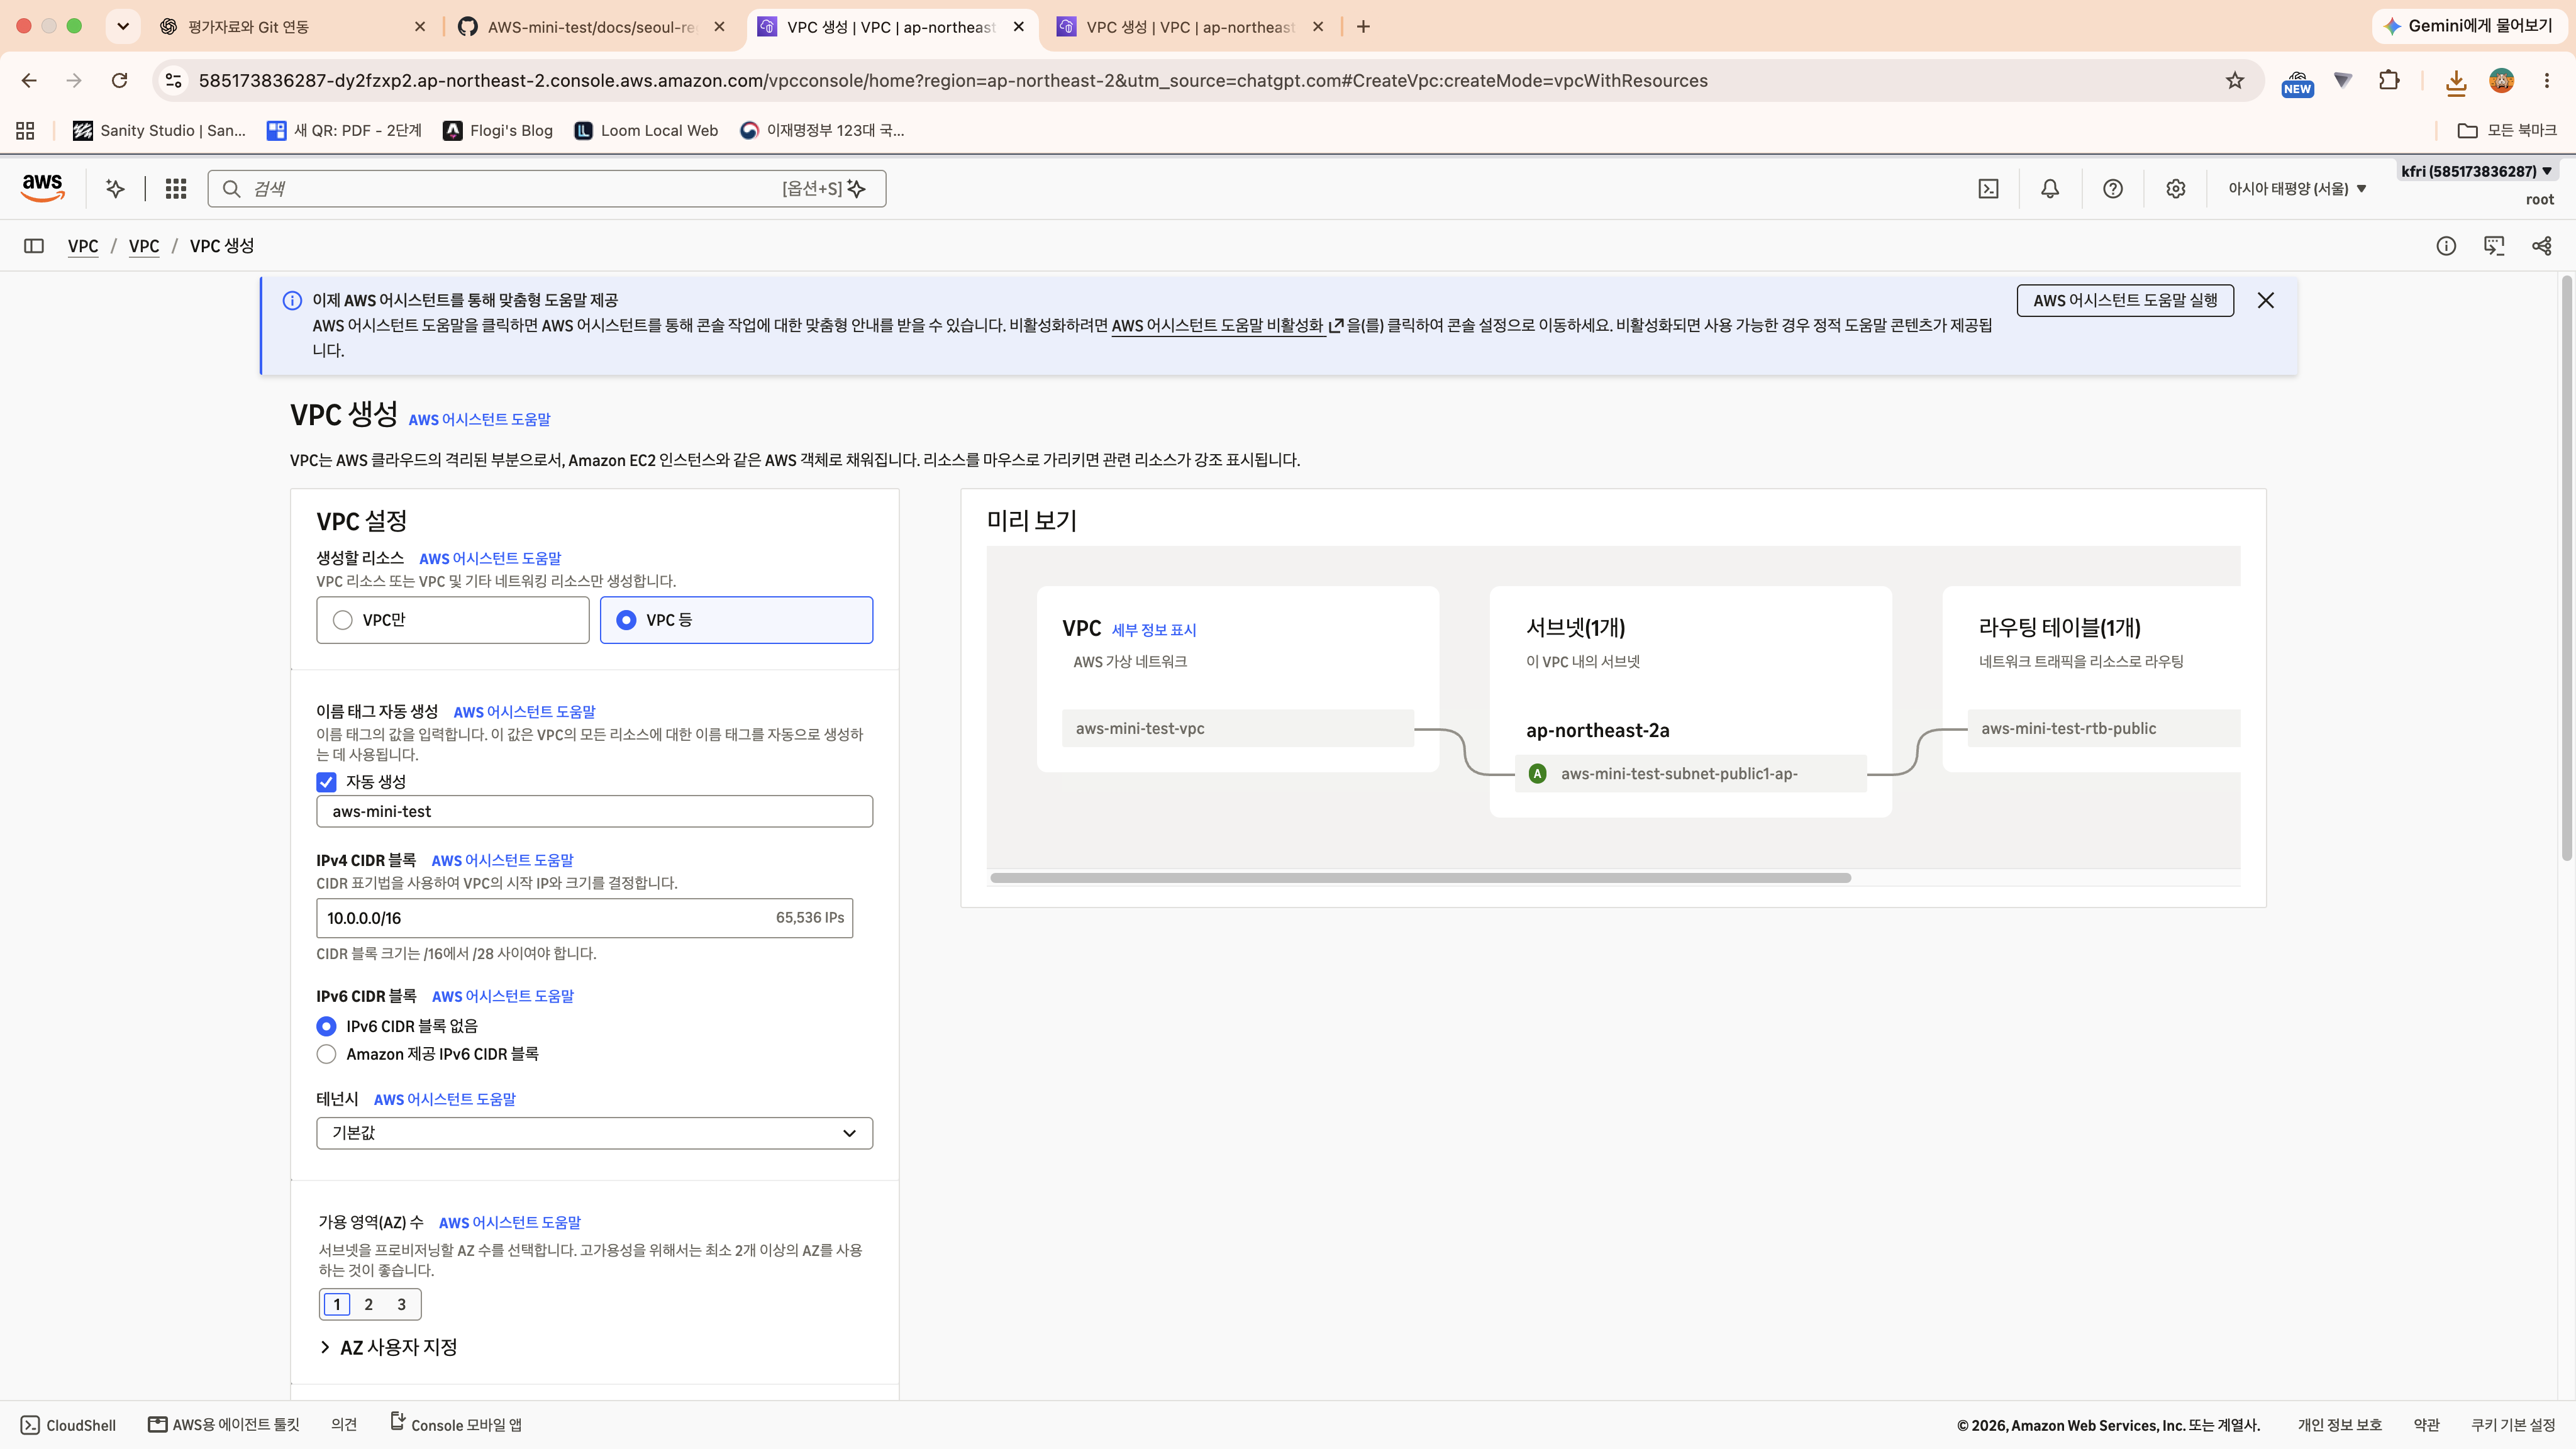 평가자료와 Git 연동
AWS-mini-test/docs/seoul-re
VPC 생성 | VPC | ap-northeast
VPC 생성 | VPC | ap-northeast
Gemini에게 물어보기
585173836287-dy2fzxp2.ap-northeast-2.console.aws.amazon.com/vpcconsole/home?region=ap-northeast-2&utm_source=chatgpt.com#CreateVpc:createMode=vpcWithResources
NEW
Sanity Studio | San...
새 QR: PDF - 2단계
Flogi's Blog
Loom Local Web
이재명정부 123대 국...
모든 북마크
aws
검색
[옵션+S]
아시아 태평양 (서울)
kfri (585173836287)
root
VPC / VPC / VPC 생성
이제 AWS 어시스턴트를 통해 맞춤형 도움말 제공
AWS 어시스턴트 도움말을 클릭하면 AWS 어시스턴트를 통해 콘솔 작업에 대한 맞춤형 안내를 받을 수 있습니다. 비활성화하려면 AWS 어시스턴트 도움말 비활성화 을(를) 클릭하여 콘솔 설정으로 이동하세요. 비활성화되면 사용 가능한 경우 정적 도움말 콘텐츠가 제공됩
니다.
AWS 어시스턴트 도움말 실행
VPC 생성 AWS 어시스턴트 도움말
VPC는 AWS 클라우드의 격리된 부분으로서, Amazon EC2 인스턴스와 같은 AWS 객체로 채워집니다. 리소스를 마우스로 가리키면 관련 리소스가 강조 표시됩니다.
VPC 설정
생성할 리소스 AWS 어시스턴트 도움말
VPC 리소스 또는 VPC 및 기타 네트워킹 리소스만 생성합니다.
VPC만
VPC 등
이름 태그 자동 생성 AWS 어시스턴트 도움말
이름 태그의 값을 입력합니다. 이 값은 VPC의 모든 리소스에 대한 이름 태그를 자동으로 생성하
는 데 사용됩니다.
자동 생성
aws-mini-test
IPv4 CIDR 블록 AWS 어시스턴트 도움말
CIDR 표기법을 사용하여 VPC의 시작 IP와 크기를 결정합니다.
10.0.0.0/16 65,536 IPs
CIDR 블록 크기는 /16에서 /28 사이여야 합니다.
IPv6 CIDR 블록 AWS 어시스턴트 도움말
IPv6 CIDR 블록 없음
Amazon 제공 IPv6 CIDR 블록
테넌시 AWS 어시스턴트 도움말
기본값
가용 영역(AZ) 수 AWS 어시스턴트 도움말
서브넷을 프로비저닝할 AZ 수를 선택합니다. 고가용성을 위해서는 최소 2개 이상의 AZ를 사용
하는 것이 좋습니다.
1 2 3
AZ 사용자 지정
미리 보기
VPC 세부 정보 표시
AWS 가상 네트워크
aws-mini-test-vpc
서브넷(1개)
이 VPC 내의 서브넷
ap-northeast-2a
A aws-mini-test-subnet-public1-ap-
라우팅 테이블(1개)
네트워크 트래픽을 리소스로 라우팅
aws-mini-test-rtb-public
CloudShell
AWS용 에이전트 툴킷
의견
Console 모바일 앱
© 2026, Amazon Web Services, Inc. 또는 계열사.
개인 정보 보호
약관
쿠키 기본 설정